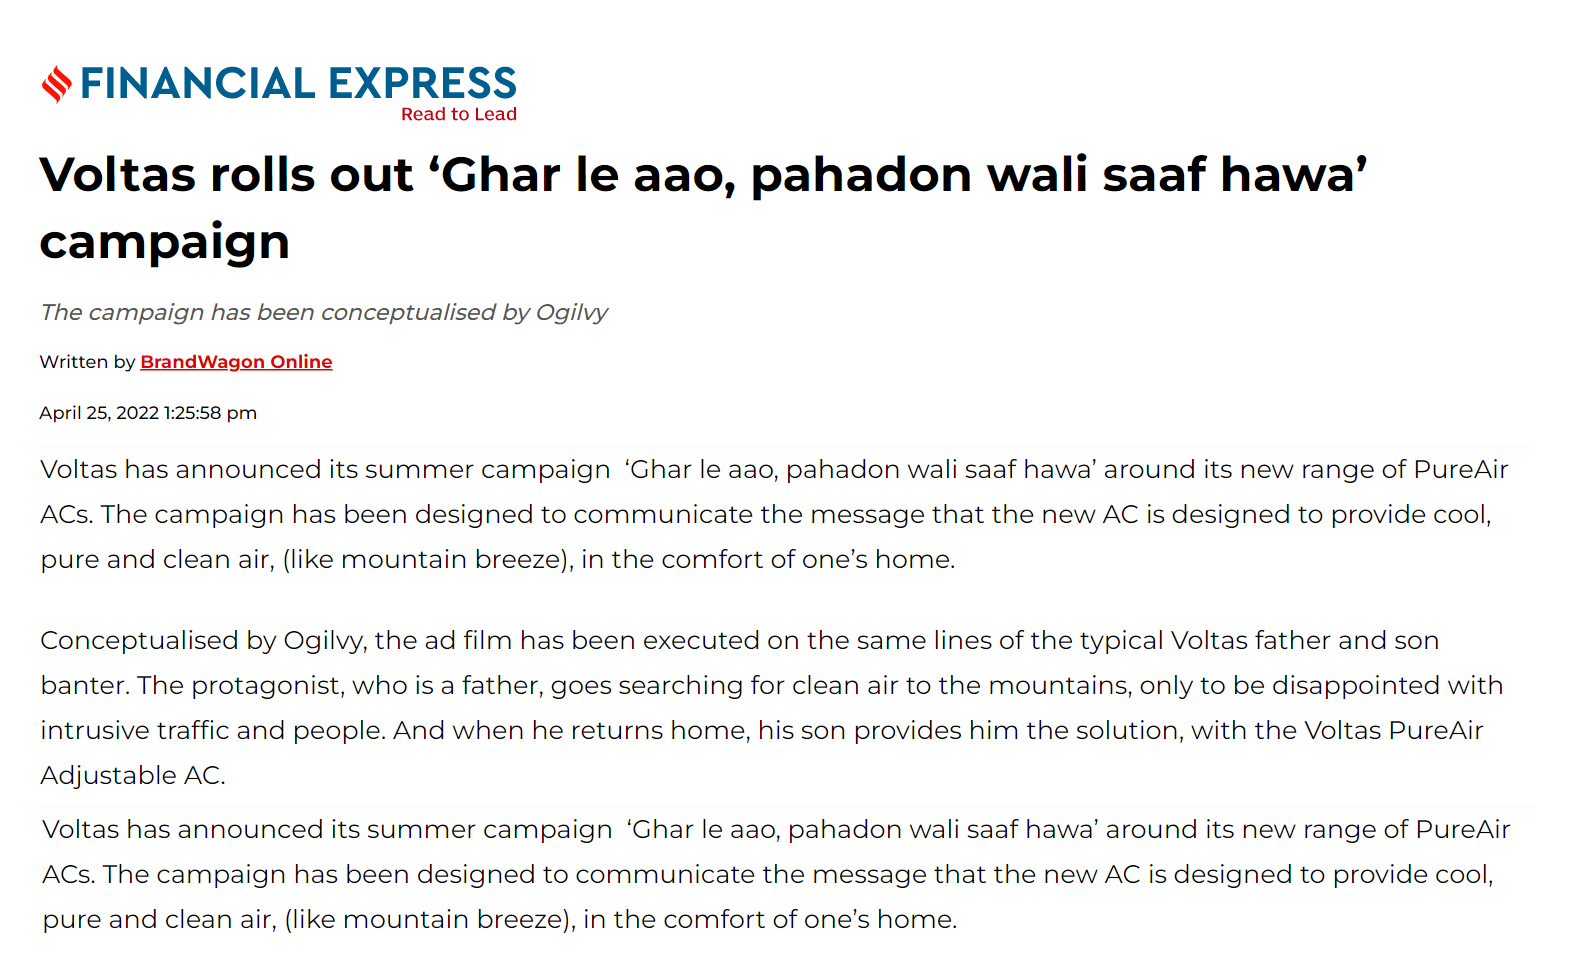 FINANCIAL EXPRESS
Read to Lead
Voltas rolls out ‘Ghar le aao, pahadon wali saaf hawa’
campaign
The campaign has been conceptualised by Ogilvy
Written by BrandWagon Online
April 25, 2022 1:25:58 pm
Voltas has announced its summer campaign  ‘Ghar le aao, pahadon wali saaf hawa’ around its new range of PureAir
ACs. The campaign has been designed to communicate the message that the new AC is designed to provide cool,
pure and clean air, (like mountain breeze), in the comfort of one’s home.
Conceptualised by Ogilvy, the ad film has been executed on the same lines of the typical Voltas father and son
banter. The protagonist, who is a father, goes searching for clean air to the mountains, only to be disappointed with
intrusive traffic and people. And when he returns home, his son provides him the solution, with the Voltas PureAir
Adjustable AC.
Voltas has announced its summer campaign  ‘Ghar le aao, pahadon wali saaf hawa’ around its new range of PureAir
ACs. The campaign has been designed to communicate the message that the new AC is designed to provide cool,
pure and clean air, (like mountain breeze), in the comfort of one’s home.